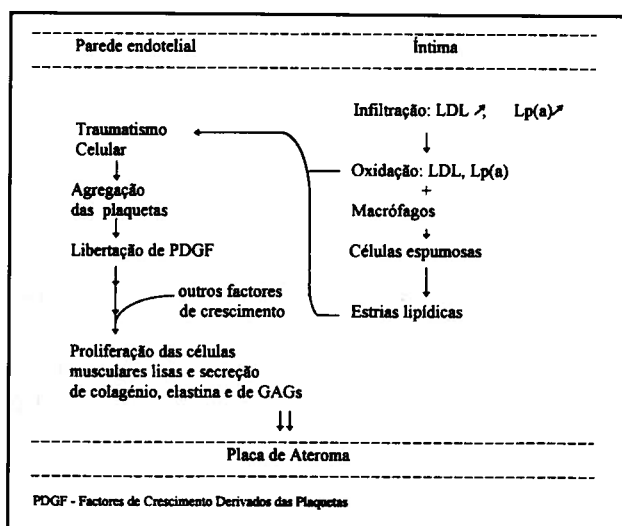 Parede endotelial
Íntima
Traumatismo
Celular
Agregação
das plaquetas
Libertação de PDGF
outros factores
de crescimento
Proliferação das células
musculares lisas e secreção
de colagénio, elastina e de GAGs
Infiltração: LDL ↗, Lp(a)↗
Oxidação: LDL, Lp(a)
+
Macrófagos
Células espumosas
Estrias lipídicas
Placa de Ateroma
PDGF - Factores de Crescimento Derivados das Plaquetas